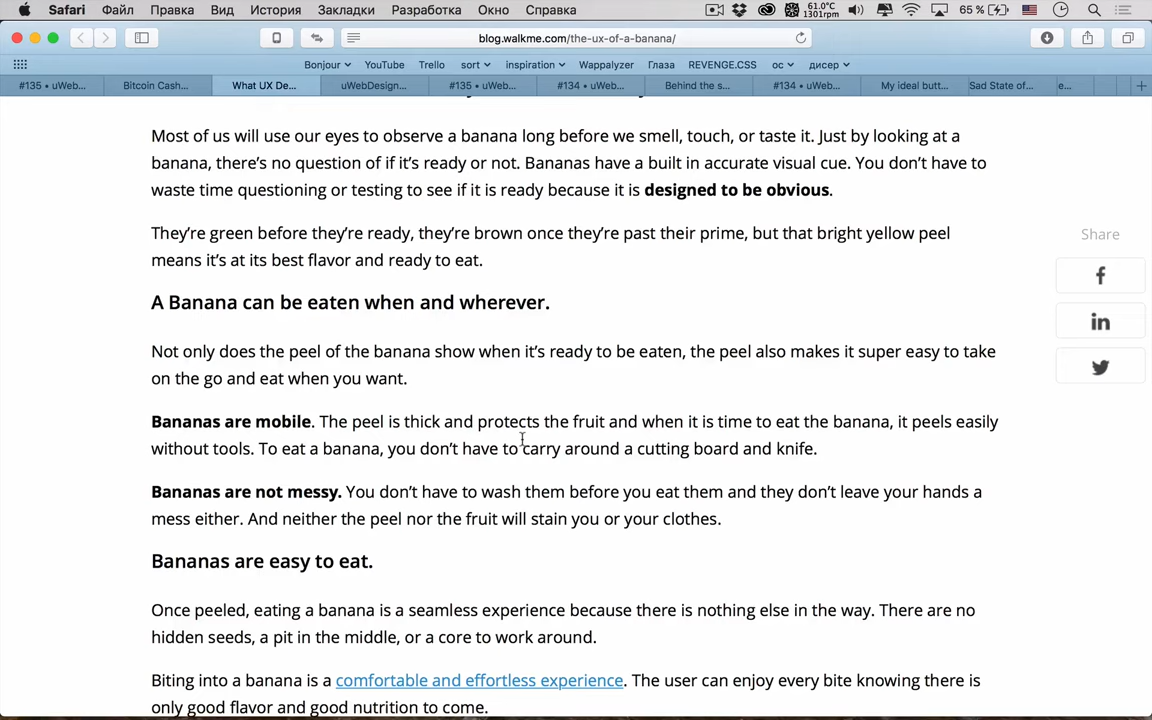 Safari Файл Правка Вид История Закладки Разработка Окно Справка 61.0°C 1301rpm 65 %
blog.walkme.com/the-ux-of-a-banana/
Bonjour YouTube Trello sort inspiration Wappalyzer Глаза REVENGE.CSS ос дисер
#135 • uWeb... Bitcoin Cash... What UX De... uWebDesign... #135 • uWeb... #134 • uWeb... Behind the s... #134 • uWeb... My ideal butt... Sad State of... e...
Most of us will use our eyes to observe a banana long before we smell, touch, or taste it. Just by looking at a
banana, there's no question of if it's ready or not. Bananas have a built in accurate visual cue. You don't have to
waste time questioning or testing to see if it is ready because it is designed to be obvious.
They're green before they're ready, they're brown once they're past their prime, but that bright yellow peel
means it's at its best flavor and ready to eat.
Share
A Banana can be eaten when and wherever.
Not only does the peel of the banana show when it's ready to be eaten, the peel also makes it super easy to take
on the go and eat when you want.
Bananas are mobile. The peel is thick and protects the fruit and when it is time to eat the banana, it peels easily
without tools. To eat a banana, you don't have to carry around a cutting board and knife.
Bananas are not messy. You don't have to wash them before you eat them and they don't leave your hands a
mess either. And neither the peel nor the fruit will stain you or your clothes.
Bananas are easy to eat.
Once peeled, eating a banana is a seamless experience because there is nothing else in the way. There are no
hidden seeds, a pit in the middle, or a core to work around.
Biting into a banana is a comfortable and effortless experience. The user can enjoy every bite knowing there is
only good flavor and good nutrition to come.